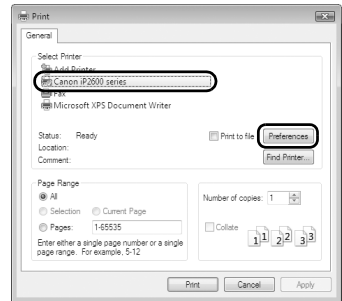 Print
General
Select Printer
Add Printer
Canon iP2600 series
Fax
Microsoft XPS Document Writer
Status: Ready
Print to file
Preferences
Location:
Comment:
Find Printer...
Page Range
All
Number of copies: 1
Selection
Current Page
Pages: 1-65535
Collate
Enter either a single page number or a single
page range. For example, 5-12
1 1 2 2 3 3
Print
Cancel
Apply